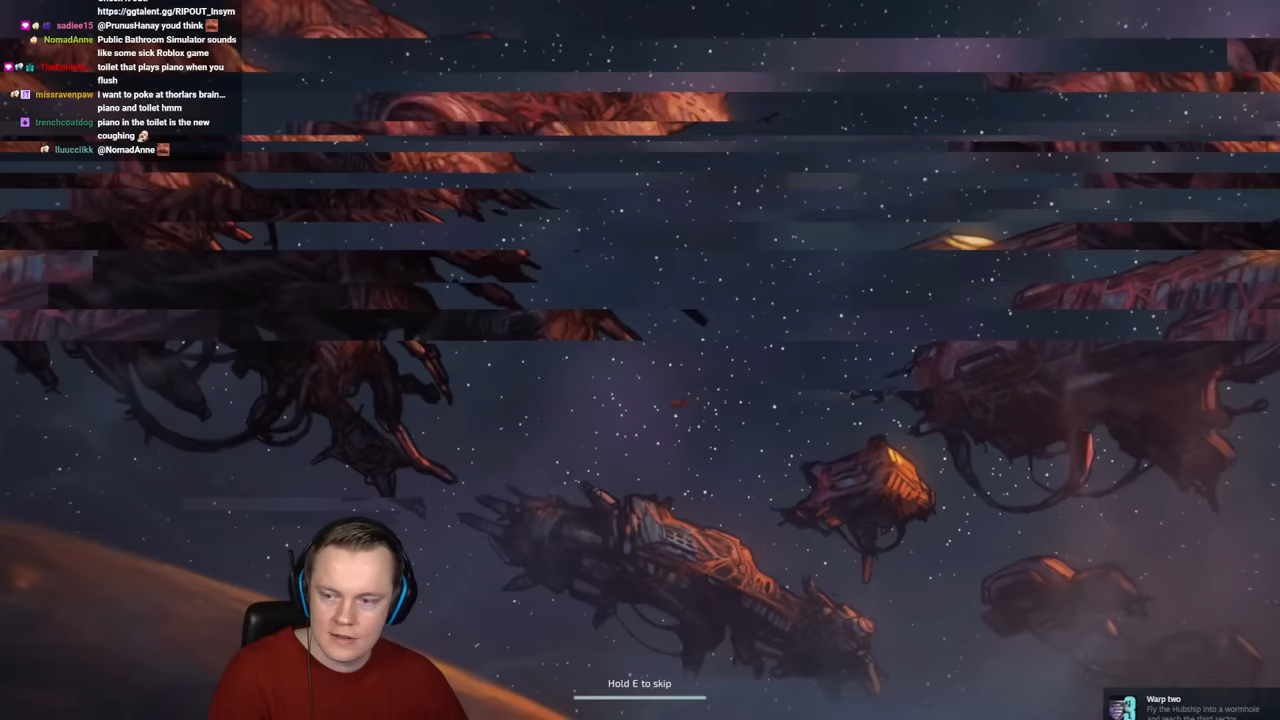 https://ggtalent.gg/RIPOUT_Insym
sadiee15 @PrunusHanay youd think
NomadAnne Public Bathroom Simulator sounds
like some sick Roblox game
toilet that plays piano when you
flush
missravenpaw I want to poke at thorlars brain...
piano and toilet hmm
trenchcoatdog piano in the toilet is the new
coughing
lluucciikk @NomadAnne
Hold E to skip
Warp two
Fly the Hubship into a wormhole
and reach the third sector